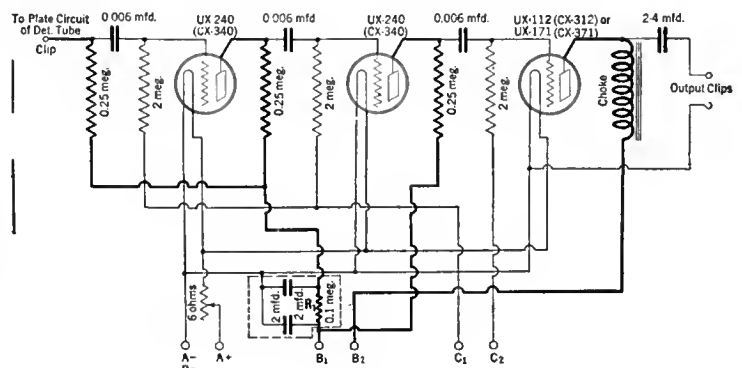 To Plate Circuit
of Det. Tube
Clip
0.006 mfd.
UX 240
(CX-340)
0.006 mfd.
UX-240
(CX-340)
0.006 mfd.
UX-112 (CX-312) or
UX-171 (CX-371)
2-4 mfd.
0.25 meg.
2 meg.
0.25 meg.
2 meg.
0.25 meg.
2 meg.
Choke
Output Clips
6 ohms
2 mfd.
2 mfd.
0.1 meg.
A-
A+
B1
B2
C1
C2